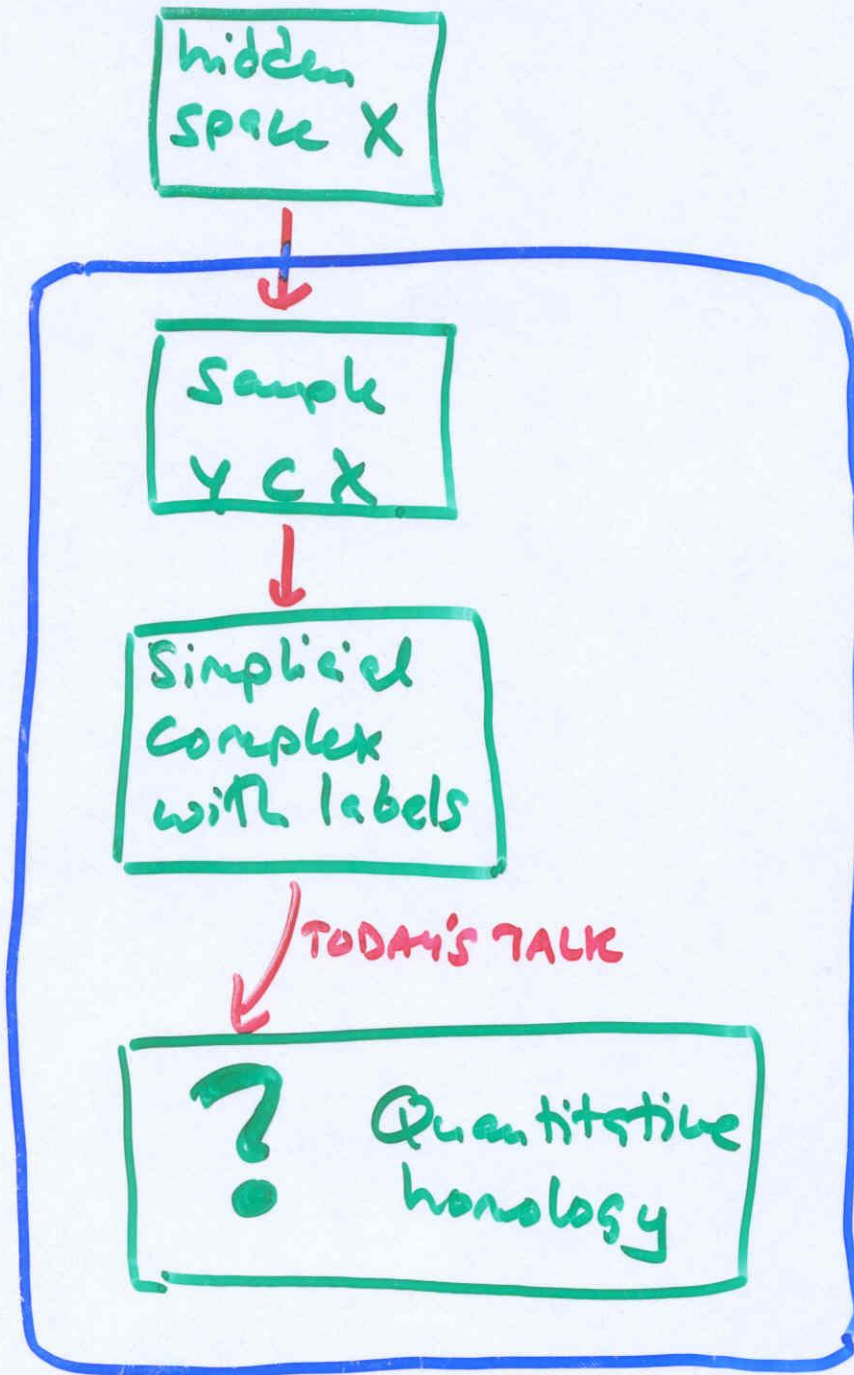 hidden
space X
Sample
Y ⊂ X
Simplicial
complex
with labels
TODAY'S TALK
? Quantitative
homology